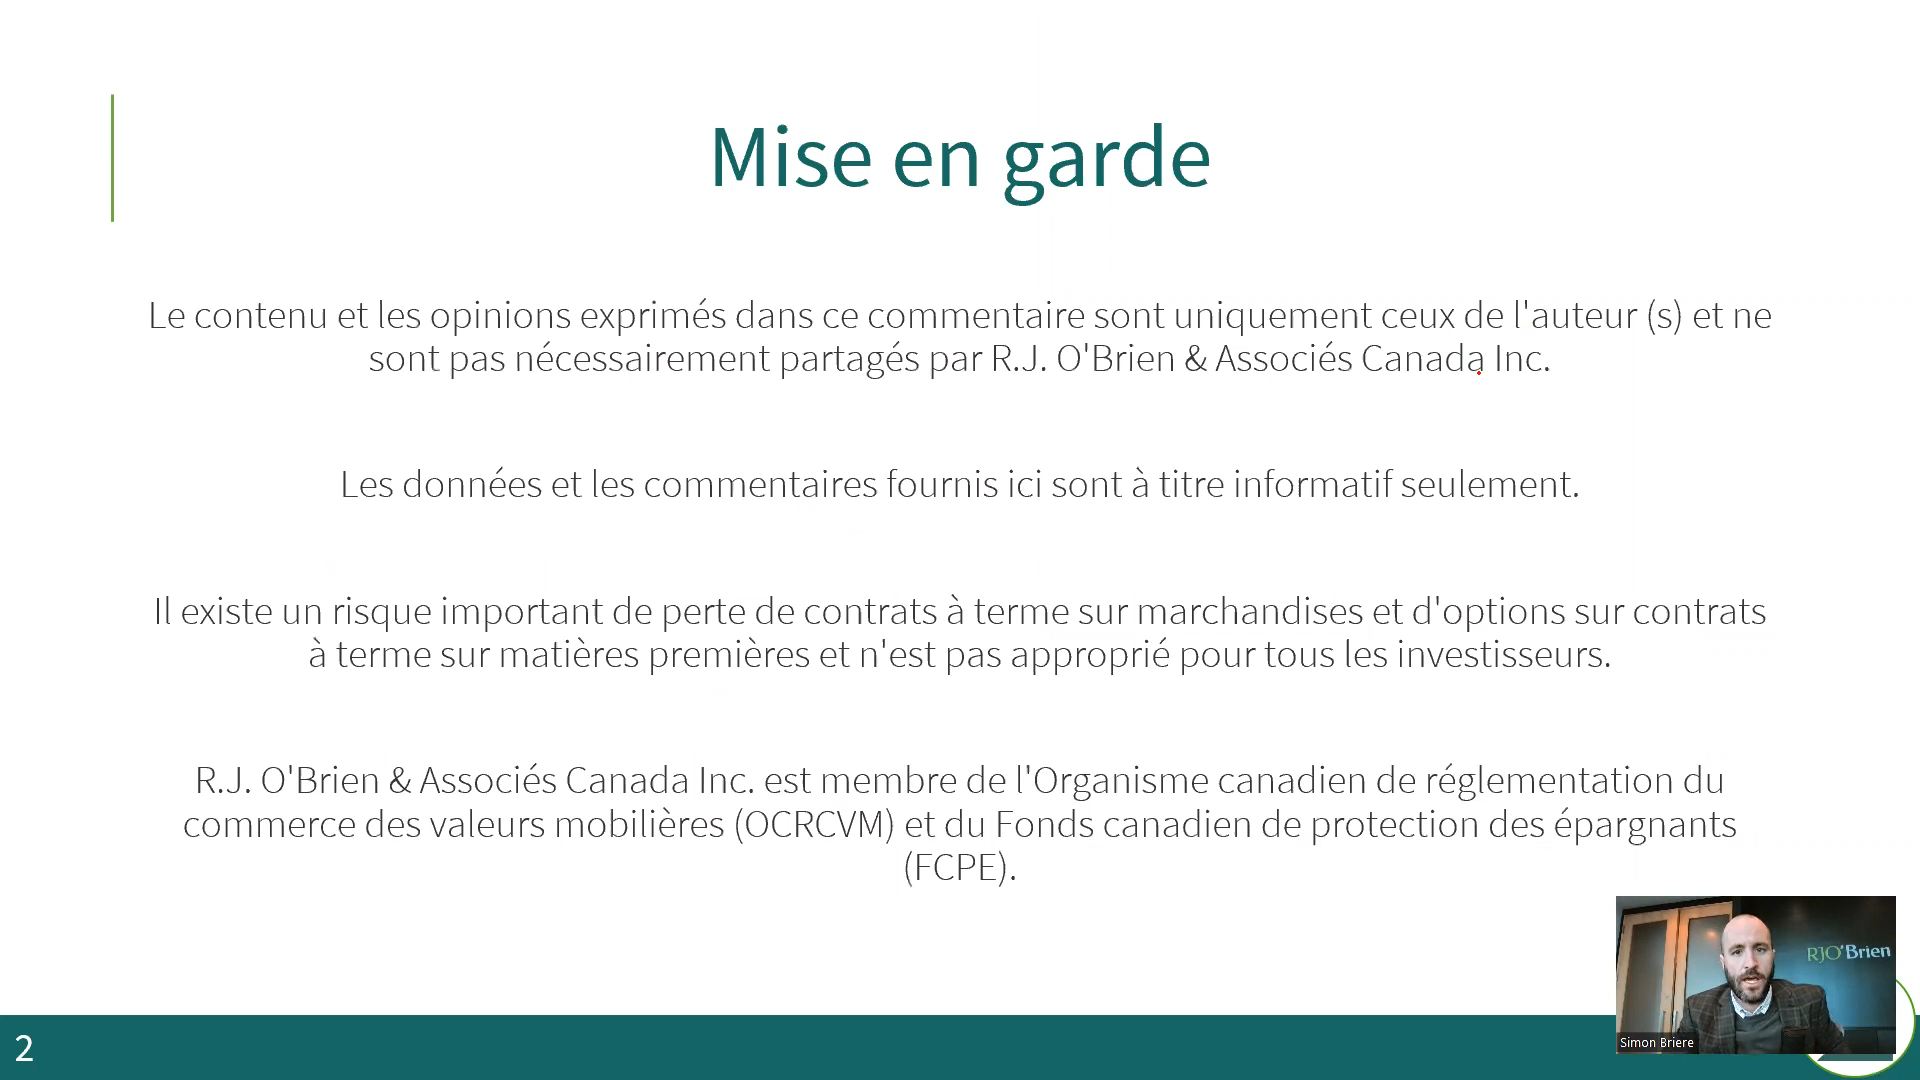 Mise en garde
Le contenu et les opinions exprimés dans ce commentaire sont uniquement ceux de l'auteur (s) et ne
sont pas nécessairement partagés par R.J. O'Brien & Associés Canada Inc.
Les données et les commentaires fournis ici sont à titre informatif seulement.
Il existe un risque important de perte de contrats à terme sur marchandises et d'options sur contrats
à terme sur matières premières et n'est pas approprié pour tous les investisseurs.
R.J. O'Brien & Associés Canada Inc. est membre de l'Organisme canadien de réglementation du
commerce des valeurs mobilières (OCRCVM) et du Fonds canadien de protection des épargnants
(FCPE).
RJO'Brien
Simon Briere
2